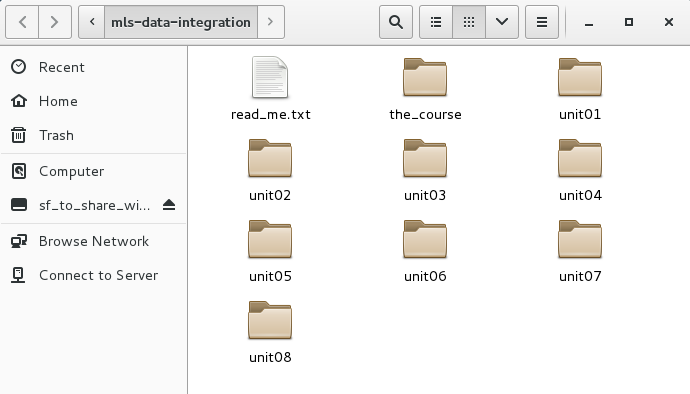 mls-data-integration
Recent
Home
Trash
Computer
sf_to_share_wi...
Browse Network
Connect to Server
read_me.txt
the_course
unit01
unit02
unit03
unit04
unit05
unit06
unit07
unit08